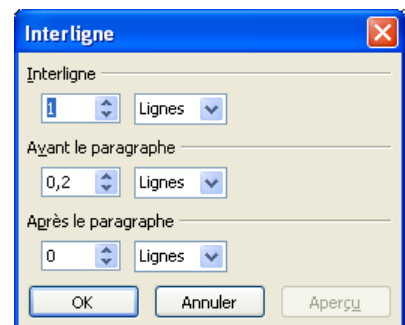 Interligne
Interligne
1 Lignes
Avant le paragraphe
0,2 Lignes
Après le paragraphe
0 Lignes
OK Annuler Aperçu